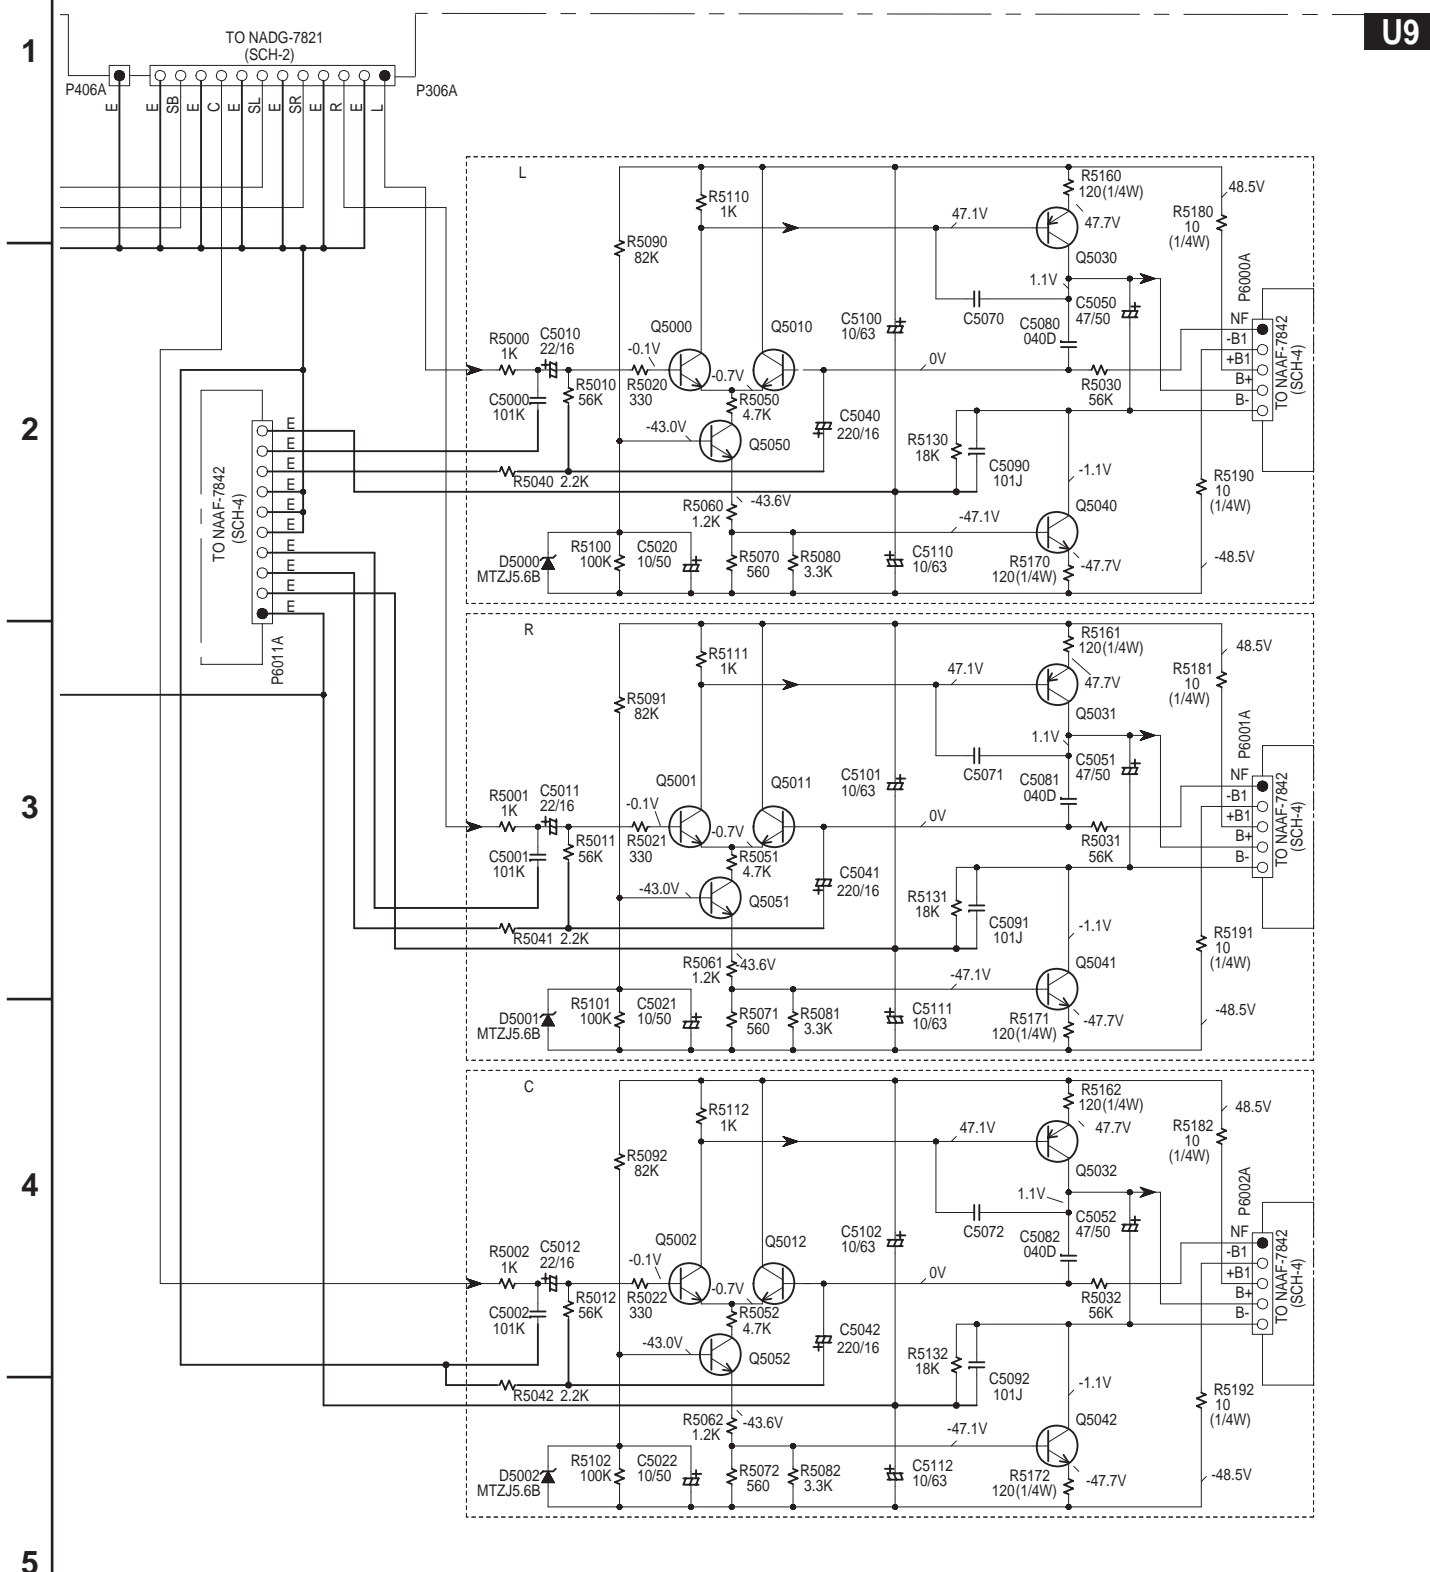 U9
1
TO NADG-7821
(SCH-2)
P406A
P306A
E
E
SB
E
C
E
SL
E
SR
E
R
E
L
L
R5110
1K
R5160
120(1/4W)
48.5V
R5180
10
(1/4W)
47.1V
47.7V
R5090
82K
Q5030
1.1V
P6000A
C5050
47/50
C5070
C5080
040D
C5100
10/63
Q5000
Q5010
R5000
1K
C5010
22/16
-0.1V
-0.7V
0V
NF
-B1
+B1
B+
B-
TO NAAF-7842
(SCH-4)
C5000
101K
R5010
56K
R5020
330
R5050
4.7K
R5030
56K
2
-43.0V
Q5050
C5040
220/16
R5130
18K
C5090
101J
-1.1V
R5190
10
(1/4W)
R5040 2.2K
R5060
1.2K
-43.6V
-47.1V
Q5040
D5000
MTZJ5.6B
R5100
100K
C5020
10/50
R5070
560
R5080
3.3K
C5110
10/63
R5170
120(1/4W)
-47.7V
-48.5V
TO NAAF-7842
(SCH-4)
E
E
E
E
E
E
E
E
E
E
P6011A
R
R5111
1K
R5161
120(1/4W)
48.5V
R5181
10
(1/4W)
47.1V
47.7V
R5091
82K
Q5031
1.1V
P6001A
C5051
47/50
C5071
C5081
040D
C5101
10/63
Q5001
Q5011
3
R5001
1K
C5011
22/16
-0.1V
-0.7V
0V
NF
-B1
+B1
B+
B-
TO NAAF-7842
(SCH-4)
C5001
101K
R5011
56K
R5021
330
R5051
4.7K
R5031
56K
-43.0V
Q5051
C5041
220/16
R5131
18K
C5091
101J
-1.1V
R5191
10
(1/4W)
R5041 2.2K
R5061
1.2K
-43.6V
-47.1V
Q5041
D5001
MTZJ5.6B
R5101
100K
C5021
10/50
R5071
560
R5081
3.3K
C5111
10/63
R5171
120(1/4W)
-47.7V
-48.5V
C
R5112
1K
R5162
120(1/4W)
48.5V
R5182
10
(1/4W)
47.1V
47.7V
R5092
82K
Q5032
4
1.1V
P6002A
C5052
47/50
C5072
C5082
040D
C5102
10/63
Q5002
Q5012
R5002
1K
C5012
22/16
-0.1V
-0.7V
0V
NF
-B1
+B1
B+
B-
TO NAAF-7842
(SCH-4)
C5002
101K
R5012
56K
R5022
330
R5052
4.7K
R5032
56K
-43.0V
Q5052
C5042
220/16
R5132
18K
C5092
101J
-1.1V
R5192
10
(1/4W)
R5042 2.2K
R5062
1.2K
-43.6V
-47.1V
Q5042
D5002
MTZJ5.6B
R5102
100K
C5022
10/50
R5072
560
R5082
3.3K
C5112
10/63
R5172
120(1/4W)
-47.7V
-48.5V
5